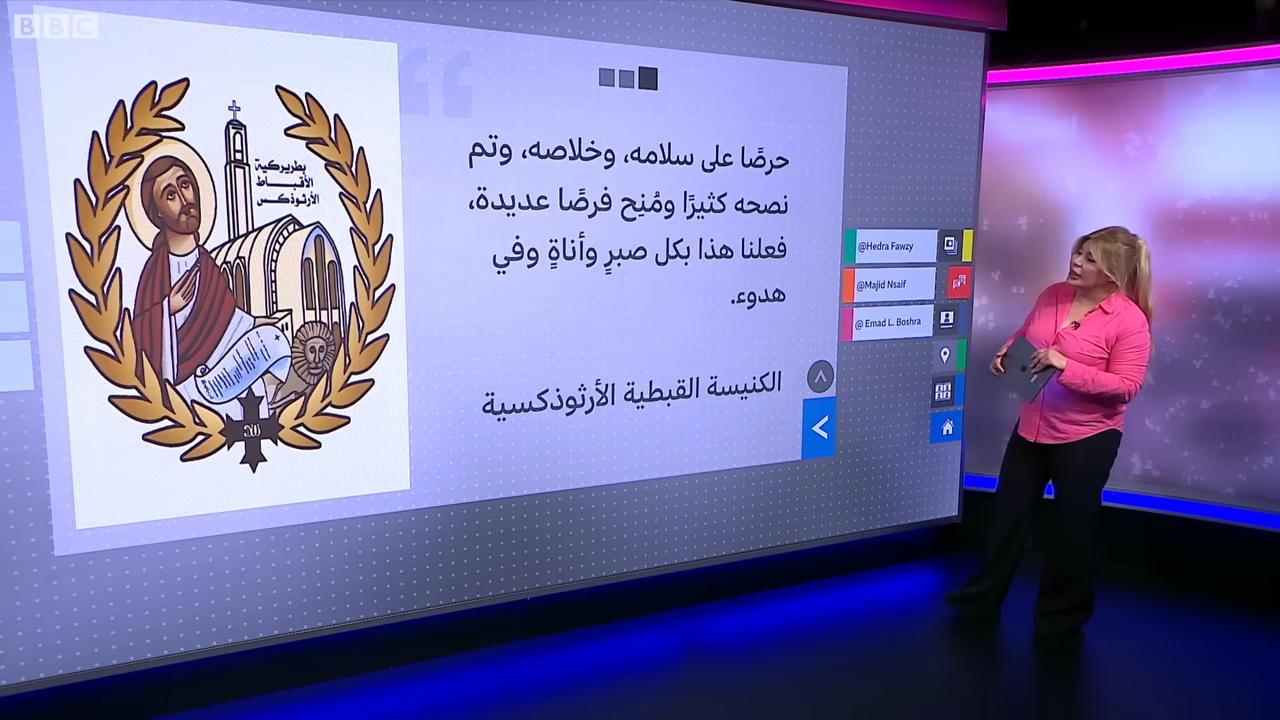 BBC
بطريركية
الأقباط
الأرثوذكس
20
حرصًا على سلامه، وخلاصه، وتم
نصحه كثيرًا ومُنِح فرصًا عديدة،
فعلنا هذا بكل صبرٍ وأناةٍ وفي
هدوء.
الكنيسة القبطية الأرثوذكسية
@Hedra Fawzy
@Majid Nsaif
@ Emad L. Boshra